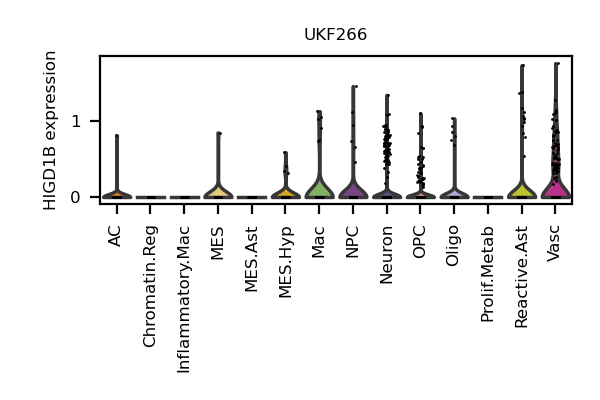 UKF266
HIGD1B expression
1
0
AC
Chromatin.Reg
Inflammatory.Mac
MES
MES.Ast
MES.Hyp
Mac
NPC
Neuron
OPC
Oligo
Prolif.Metab
Reactive.Ast
Vasc